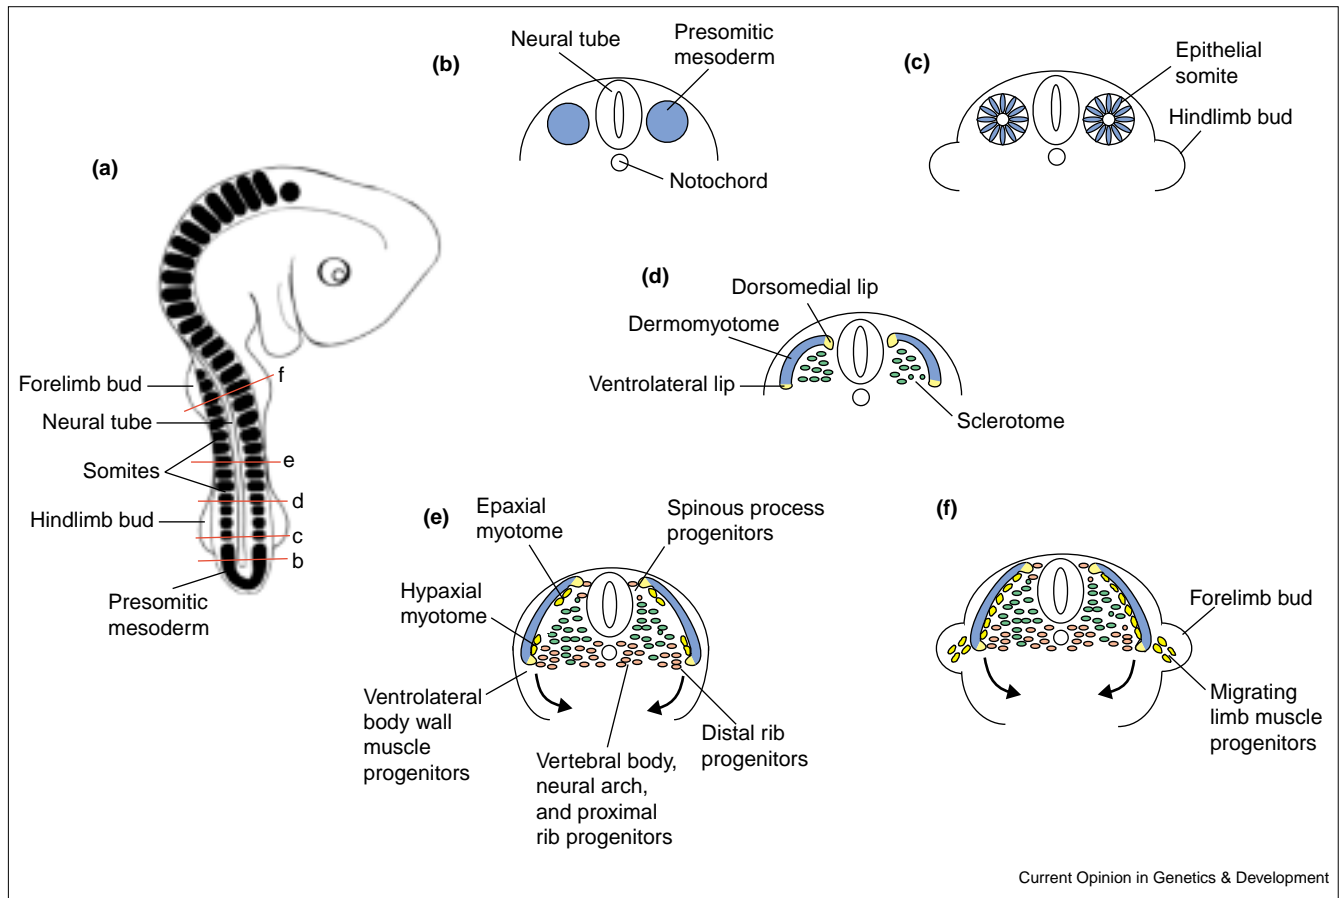 (a)
Forelimb bud
Neural tube
Somites
Hindlimb bud
Presomitic
mesoderm
f
e
d
c
b
(b)
Neural tube
Presomitic
mesoderm
Notochord
(c)
Epithelial
somite
Hindlimb bud
(d)
Dorsomedial lip
Dermomyotome
Ventrolateral lip
Sclerotome
(e)
Epaxial
myotome
Spinous process
progenitors
Hypaxial
myotome
Ventrolateral
body wall
muscle
progenitors
Vertebral body,
neural arch,
and proximal
rib progenitors
Distal rib
progenitors
(f)
Forelimb bud
Migrating
limb muscle
progenitors
Current Opinion in Genetics & Development